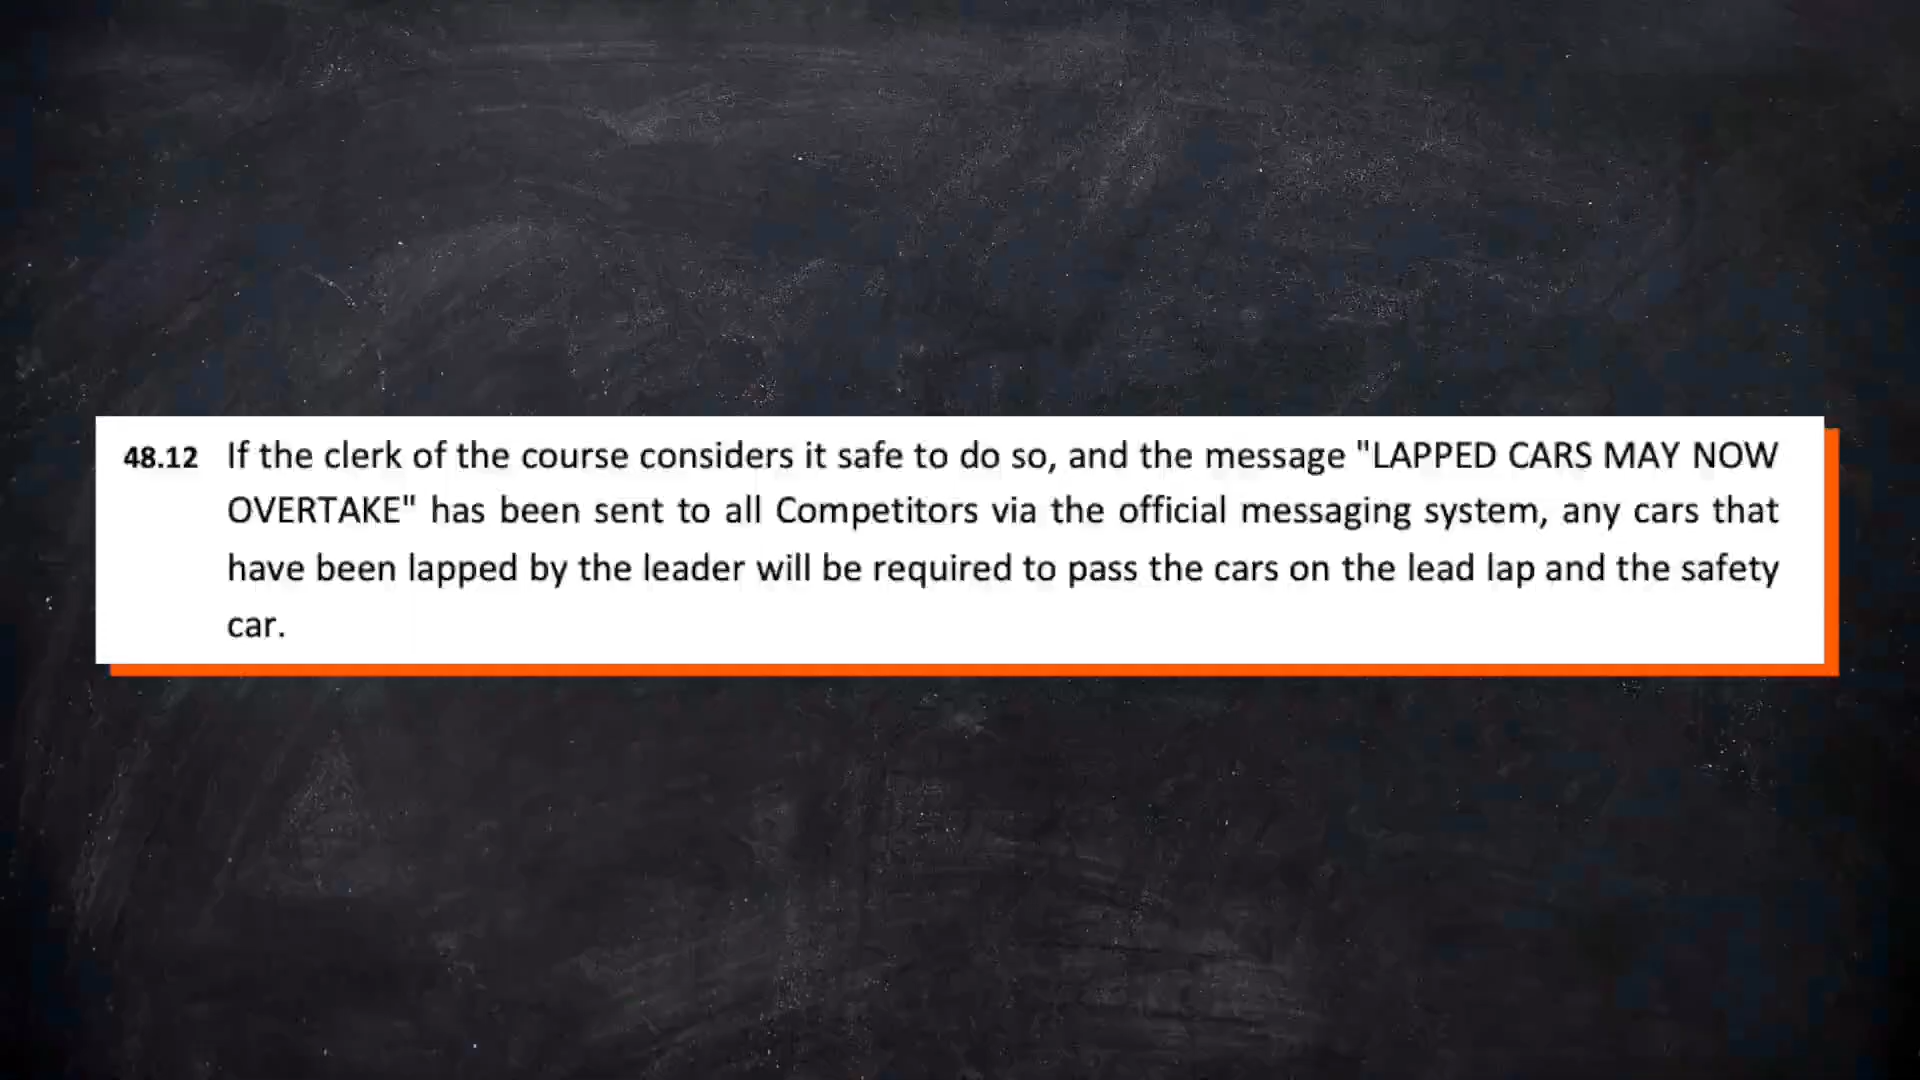 48.12 If the clerk of the course considers it safe to do so, and the message "LAPPED CARS MAY NOW
OVERTAKE" has been sent to all Competitors via the official messaging system, any cars that
have been lapped by the leader will be required to pass the cars on the lead lap and the safety
car.